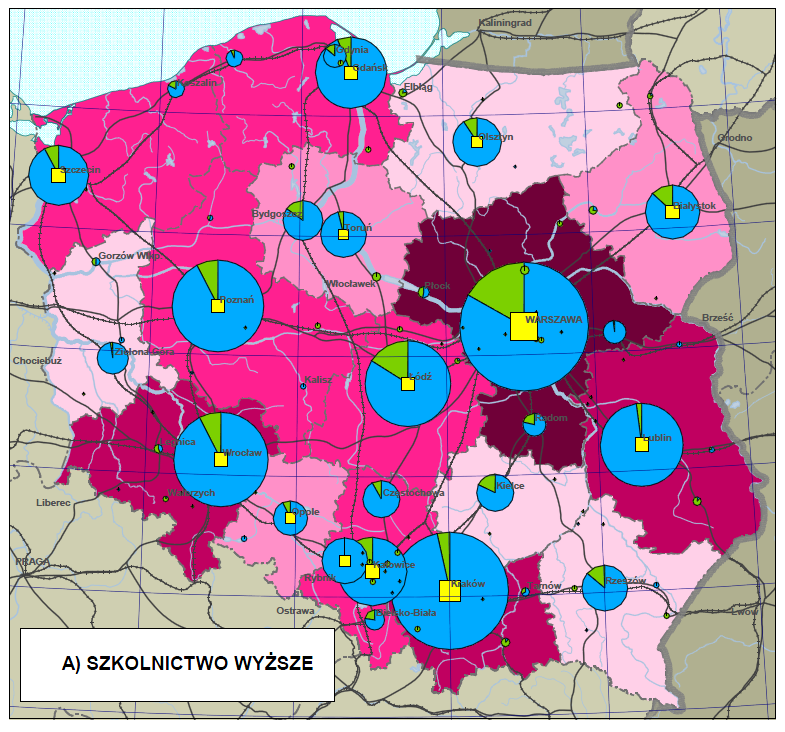 Kaliningrad
Gdynia
Gdańsk
Koszalin
Elbląg
Olsztyn
Grodno
Szczecin
Białystok
Bydgoszcz
Toruń
Gorzów Wlkp.
Włocławek
Płock
Poznań
WARSZAWA
Brześć
Zielona Góra
Chociebuż
Łódź
Kalisz
Radom
Lublin
Legnica
Wrocław
Wałbrzych
Częstochowa
Kielce
Liberec
Opole
PRAGA
Katowice
Rybnik
Kraków
Tarnów
Rzeszów
Ostrawa
Bielsko-Biała
Lwów
A) SZKOLNICTWO WYŻSZE